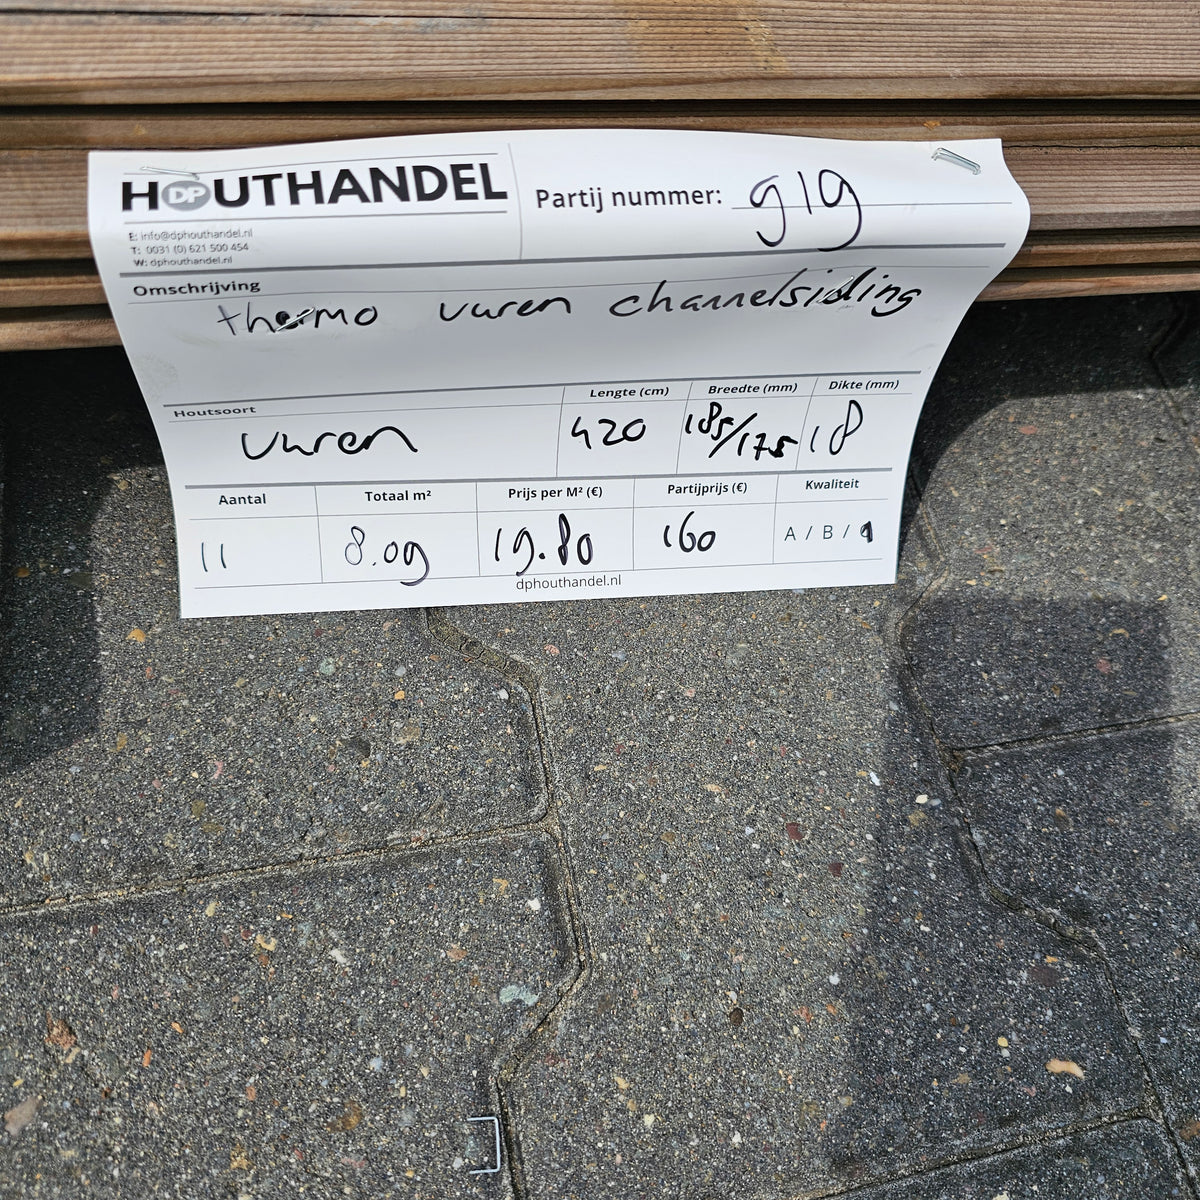 HOUTHANDEL
DP
Partij nummer: 919
E: info@dphouthandel.nl
T: 0031 (0) 621 500 454
W: dphouthandel.nl
Omschrijving
thermo vuren channelsiding
Houtsoort Lengte (cm) Breedte (mm) Dikte (mm)
vuren 420 185/175 18
Aantal Totaal m² Prijs per M² (€) Partijprijs (€) Kwaliteit
11 8.09 19.80 160 A / B /
dphouthandel.nl